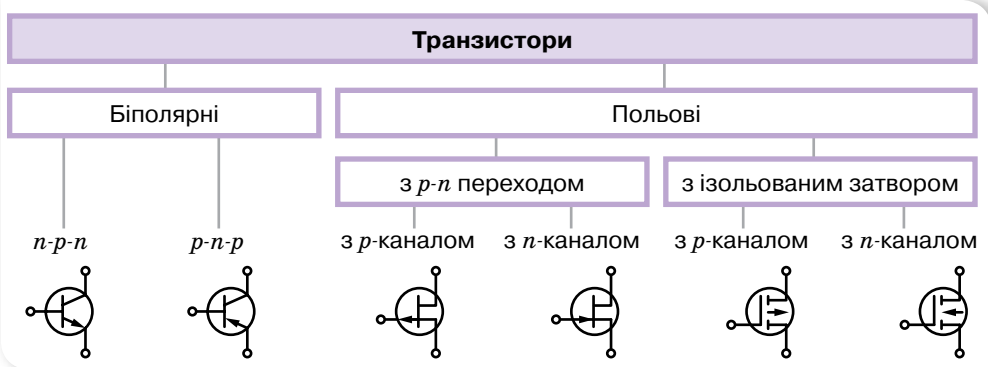 Транзистори
Біполярні
Польові
з p-n переходом
з ізольованим затвором
n-p-n
p-n-p
з p-каналом
з n-каналом
з p-каналом
з n-каналом